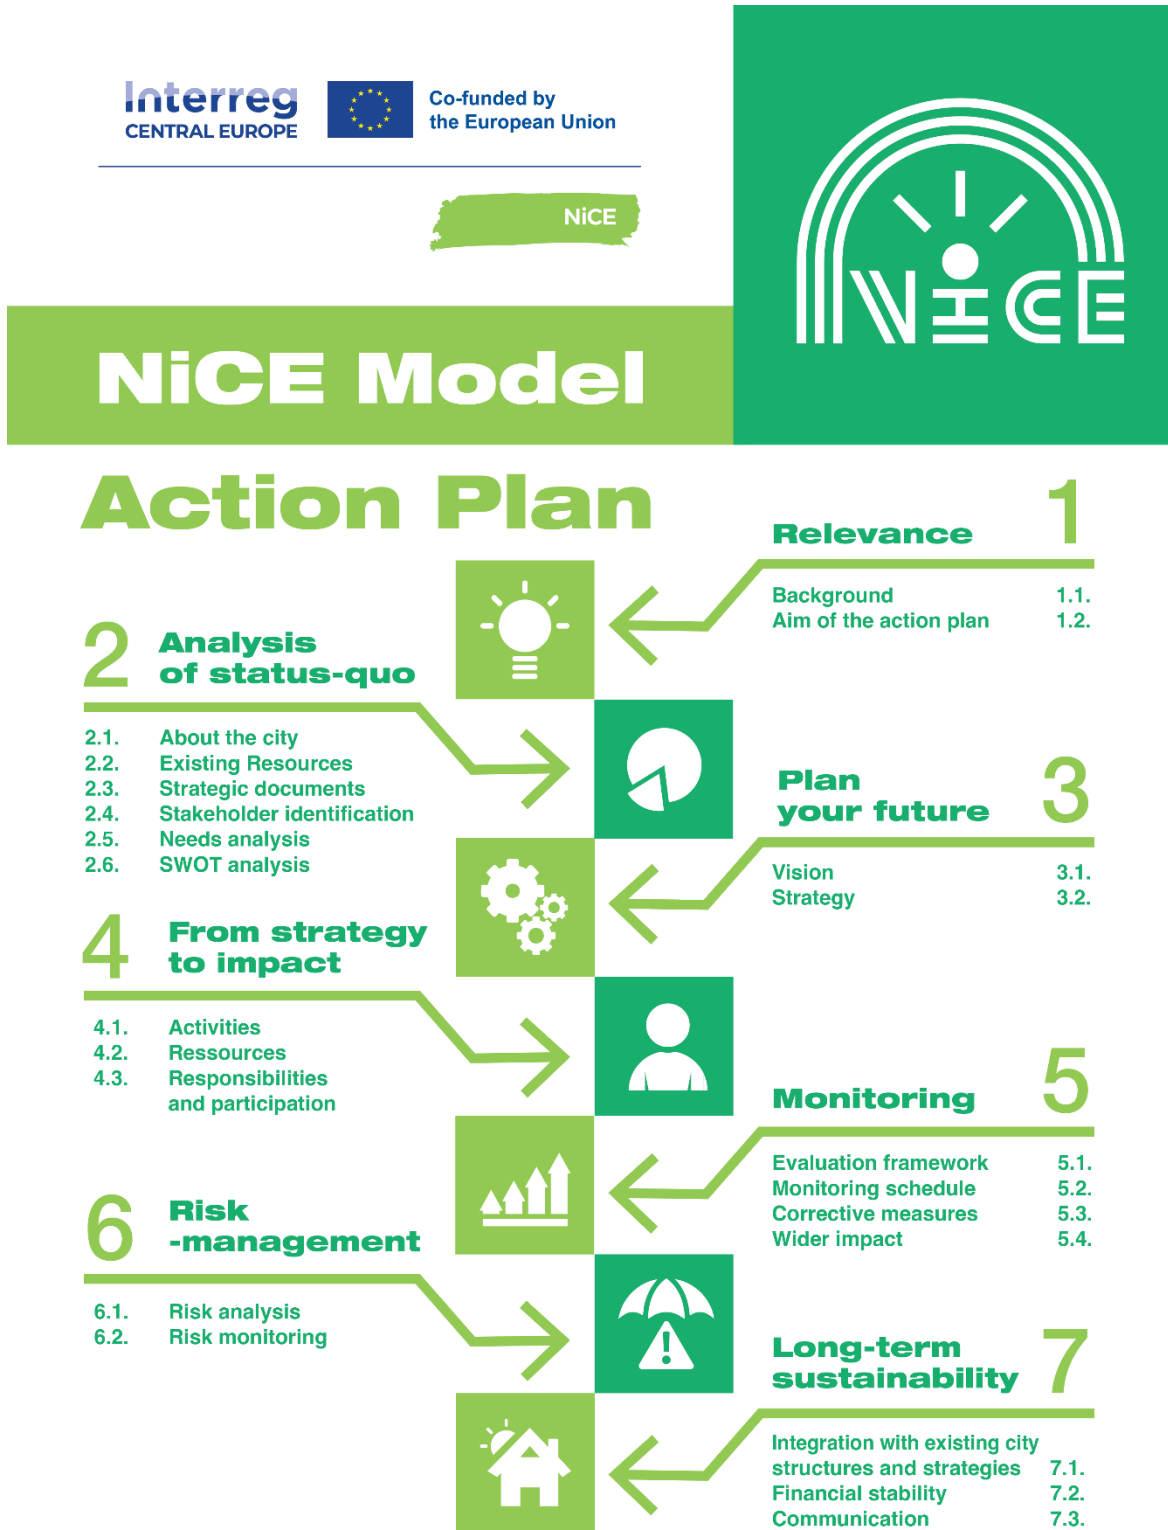 Interreg
CENTRAL EUROPE
Co-funded by
the European Union
NiCE
NiCE
NiCE Model
Action Plan
Relevance 1
Background 1.1.
Aim of the action plan 1.2.
2 Analysis
of status-quo
2.1. About the city
2.2. Existing Resources
2.3. Strategic documents
2.4. Stakeholder identification
2.5. Needs analysis
2.6. SWOT analysis
Plan
your future 3
Vision 3.1.
Strategy 3.2.
4 From strategy
to impact
4.1. Activities
4.2. Ressources
4.3. Responsibilities
and participation
Monitoring 5
Evaluation framework 5.1.
Monitoring schedule 5.2.
Corrective measures 5.3.
Wider impact 5.4.
6 Risk
-management
6.1. Risk analysis
6.2. Risk monitoring
Long-term
sustainability 7
Integration with existing city
structures and strategies 7.1.
Financial stability 7.2.
Communication 7.3.